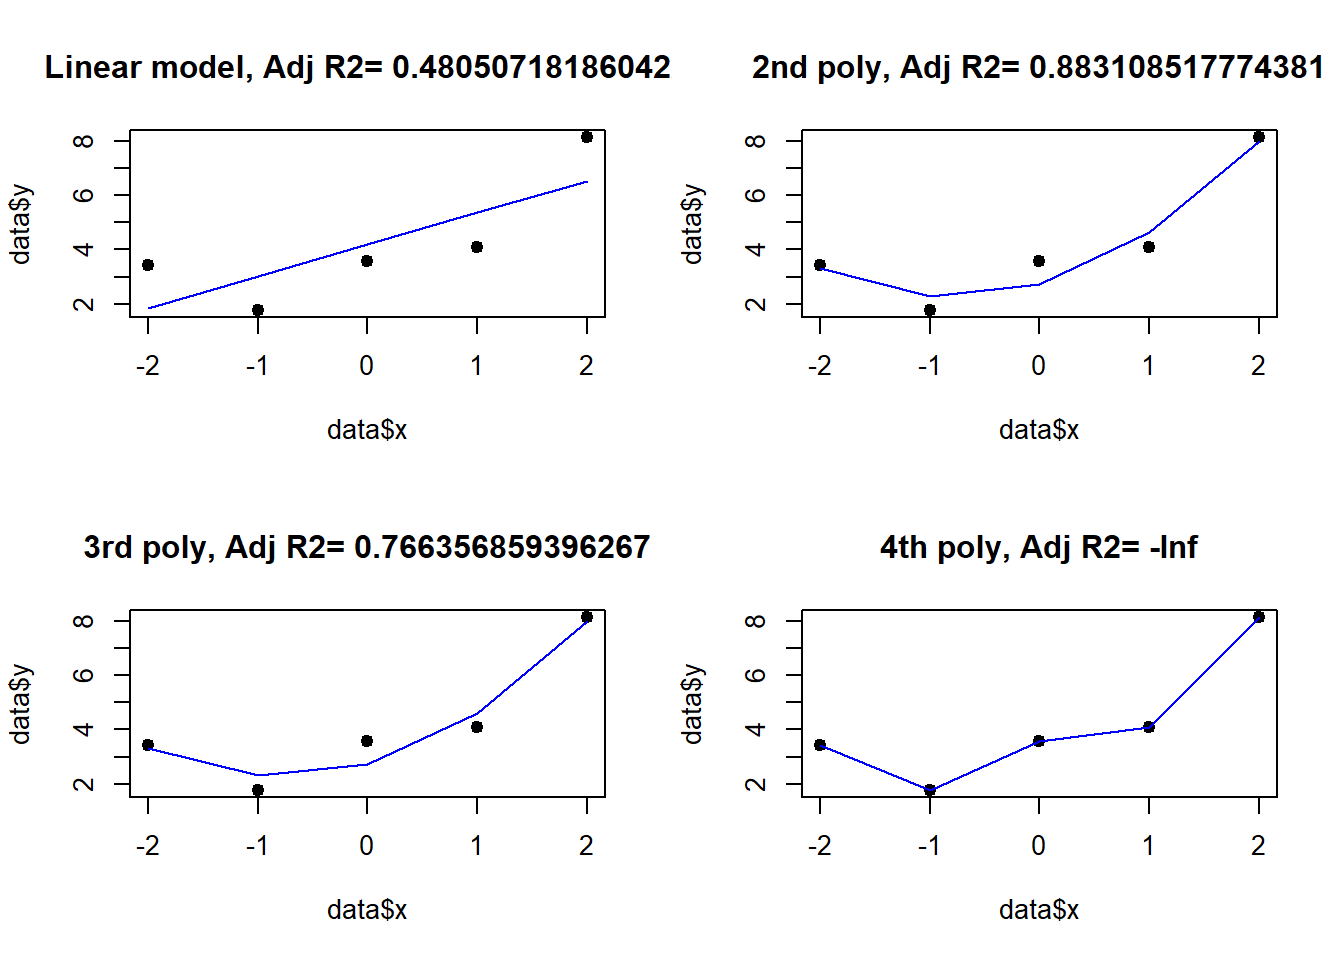 Linear model, Adj R2= 0.48050718186042
8
6
4
2
data$y
-2 -1 0 1 2
data$x
2nd poly, Adj R2= 0.883108517774381
8
6
4
2
data$y
-2 -1 0 1 2
data$x
3rd poly, Adj R2= 0.766356859396267
8
6
4
2
data$y
-2 -1 0 1 2
data$x
4th poly, Adj R2= -Inf
8
6
4
2
data$y
-2 -1 0 1 2
data$x